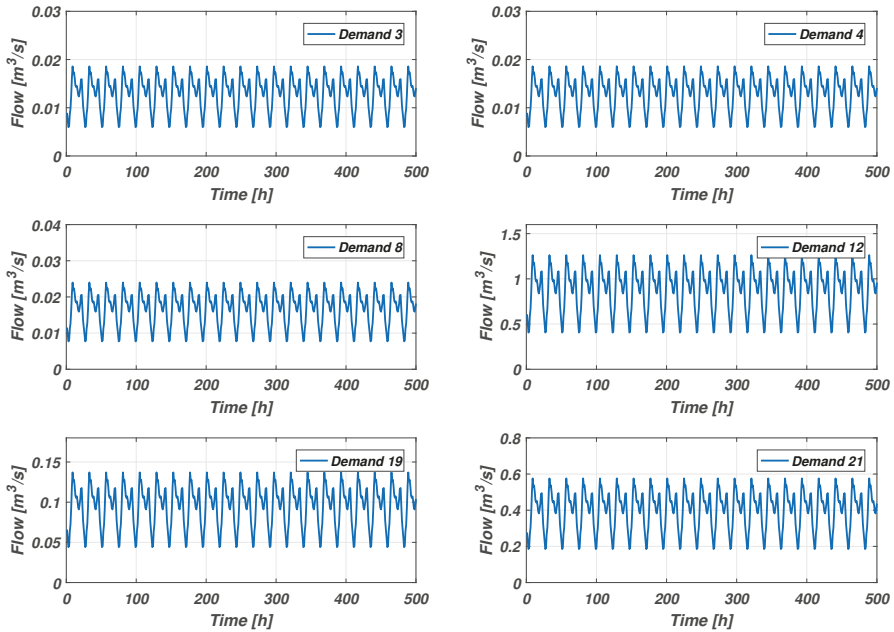 Demand 3
Flow [m³/s]
0.03
0.02
0.01
0
0 100 200 300 400 500
Time [h]
Demand 4
Flow [m³/s]
0.03
0.02
0.01
0
0 100 200 300 400 500
Time [h]
Demand 8
Flow [m³/s]
0.04
0.03
0.02
0.01
0
0 100 200 300 400 500
Time [h]
Demand 12
Flow [m³/s]
1.5
1
0.5
0
0 100 200 300 400 500
Time [h]
Demand 19
Flow [m³/s]
0.15
0.1
0.05
0
0 100 200 300 400 500
Time [h]
Demand 21
Flow [m³/s]
0.8
0.6
0.4
0.2
0
0 100 200 300 400 500
Time [h]